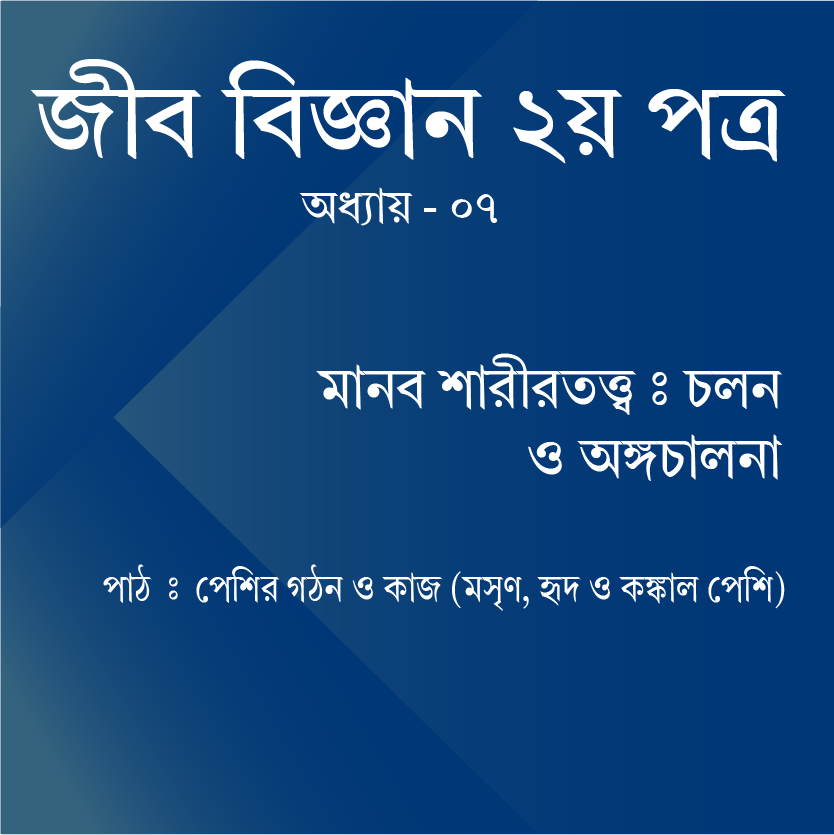 জীব বিজ্ঞান ২য় পত্র
অধ্যায় - ০৭
মানব শারীরতত্ত্ব ঃ চলন
ও অঙ্গচালনা
পাঠ ঃ পেশির গঠন ও কাজ (মসৃণ, হৃদ ও কঙ্কাল পেশি)